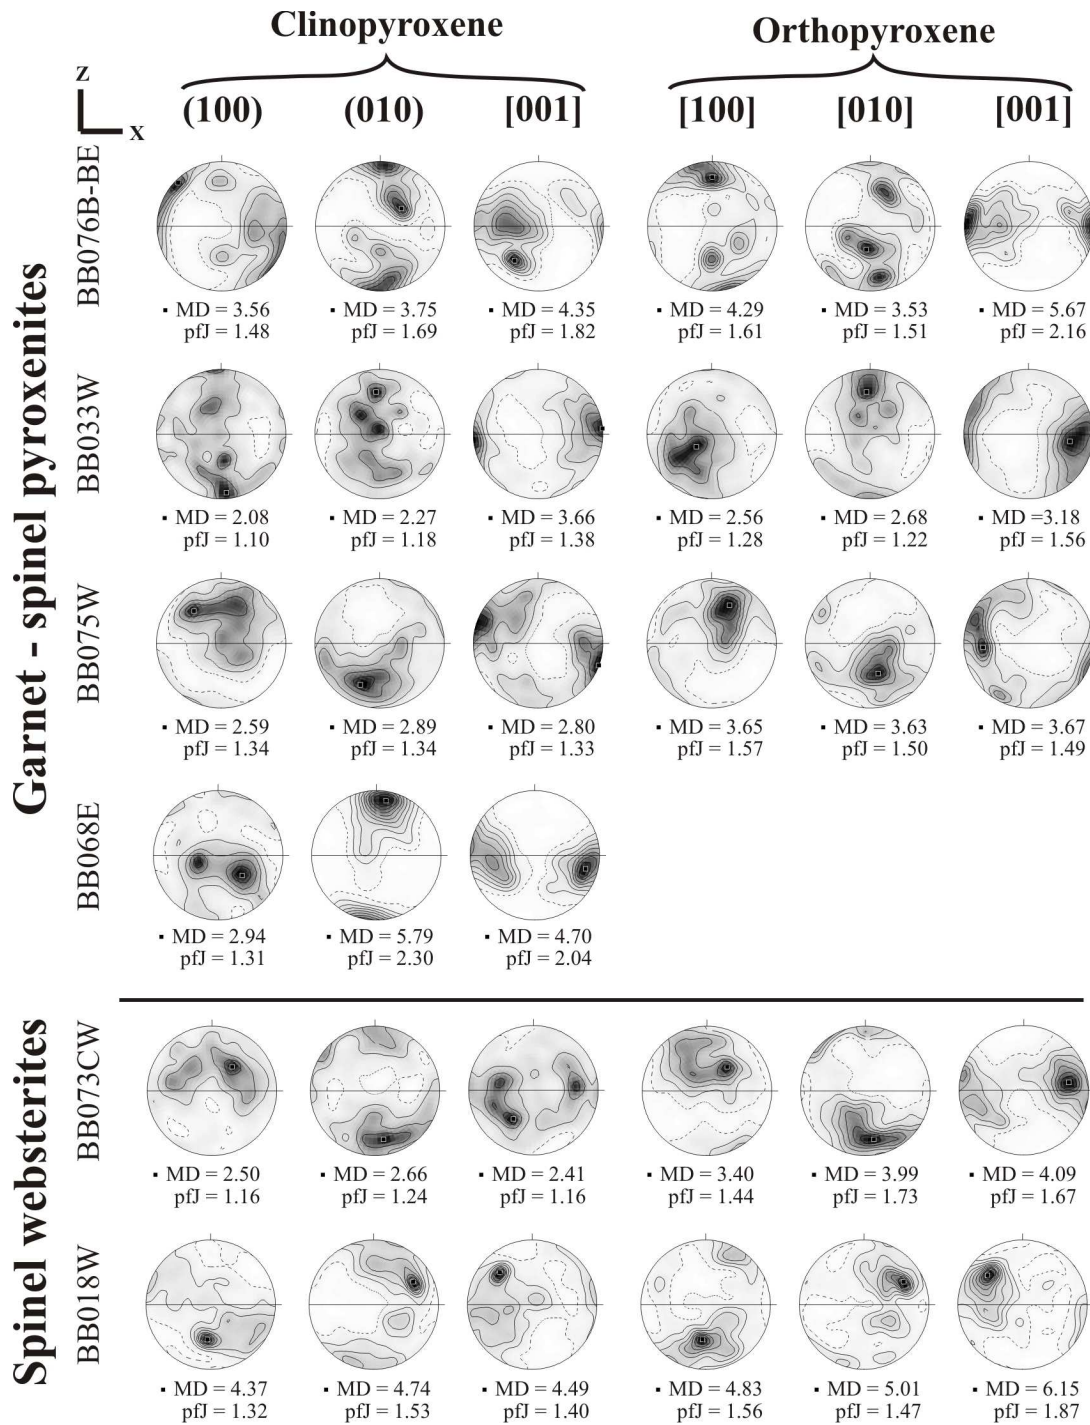 Clinopyroxene Orthopyroxene
z
x
(100) (010) [001] [100] [010] [001]
Garnet - spinel pyroxenites
BB076B-BE
▪ MD = 3.56 ▪ MD = 3.75 ▪ MD = 4.35 ▪ MD = 4.29 ▪ MD = 3.53 ▪ MD = 5.67
pfJ = 1.48 pfJ = 1.69 pfJ = 1.82 pfJ = 1.61 pfJ = 1.51 pfJ = 2.16
BB033W
▪ MD = 2.08 ▪ MD = 2.27 ▪ MD = 3.66 ▪ MD = 2.56 ▪ MD = 2.68 ▪ MD =3.18
pfJ = 1.10 pfJ = 1.18 pfJ = 1.38 pfJ = 1.28 pfJ = 1.22 pfJ = 1.56
BB075W
▪ MD = 2.59 ▪ MD = 2.89 ▪ MD = 2.80 ▪ MD = 3.65 ▪ MD = 3.63 ▪ MD = 3.67
pfJ = 1.34 pfJ = 1.34 pfJ = 1.33 pfJ = 1.57 pfJ = 1.50 pfJ = 1.49
BB068E
▪ MD = 2.94 ▪ MD = 5.79 ▪ MD = 4.70
pfJ = 1.31 pfJ = 2.30 pfJ = 2.04
Spinel websterites
BB073CW
▪ MD = 2.50 ▪ MD = 2.66 ▪ MD = 2.41 ▪ MD = 3.40 ▪ MD = 3.99 ▪ MD = 4.09
pfJ = 1.16 pfJ = 1.24 pfJ = 1.16 pfJ = 1.44 pfJ = 1.73 pfJ = 1.67
BB018W
▪ MD = 4.37 ▪ MD = 4.74 ▪ MD = 4.49 ▪ MD = 4.83 ▪ MD = 5.01 ▪ MD = 6.15
pfJ = 1.32 pfJ = 1.53 pfJ = 1.40 pfJ = 1.56 pfJ = 1.47 pfJ = 1.87